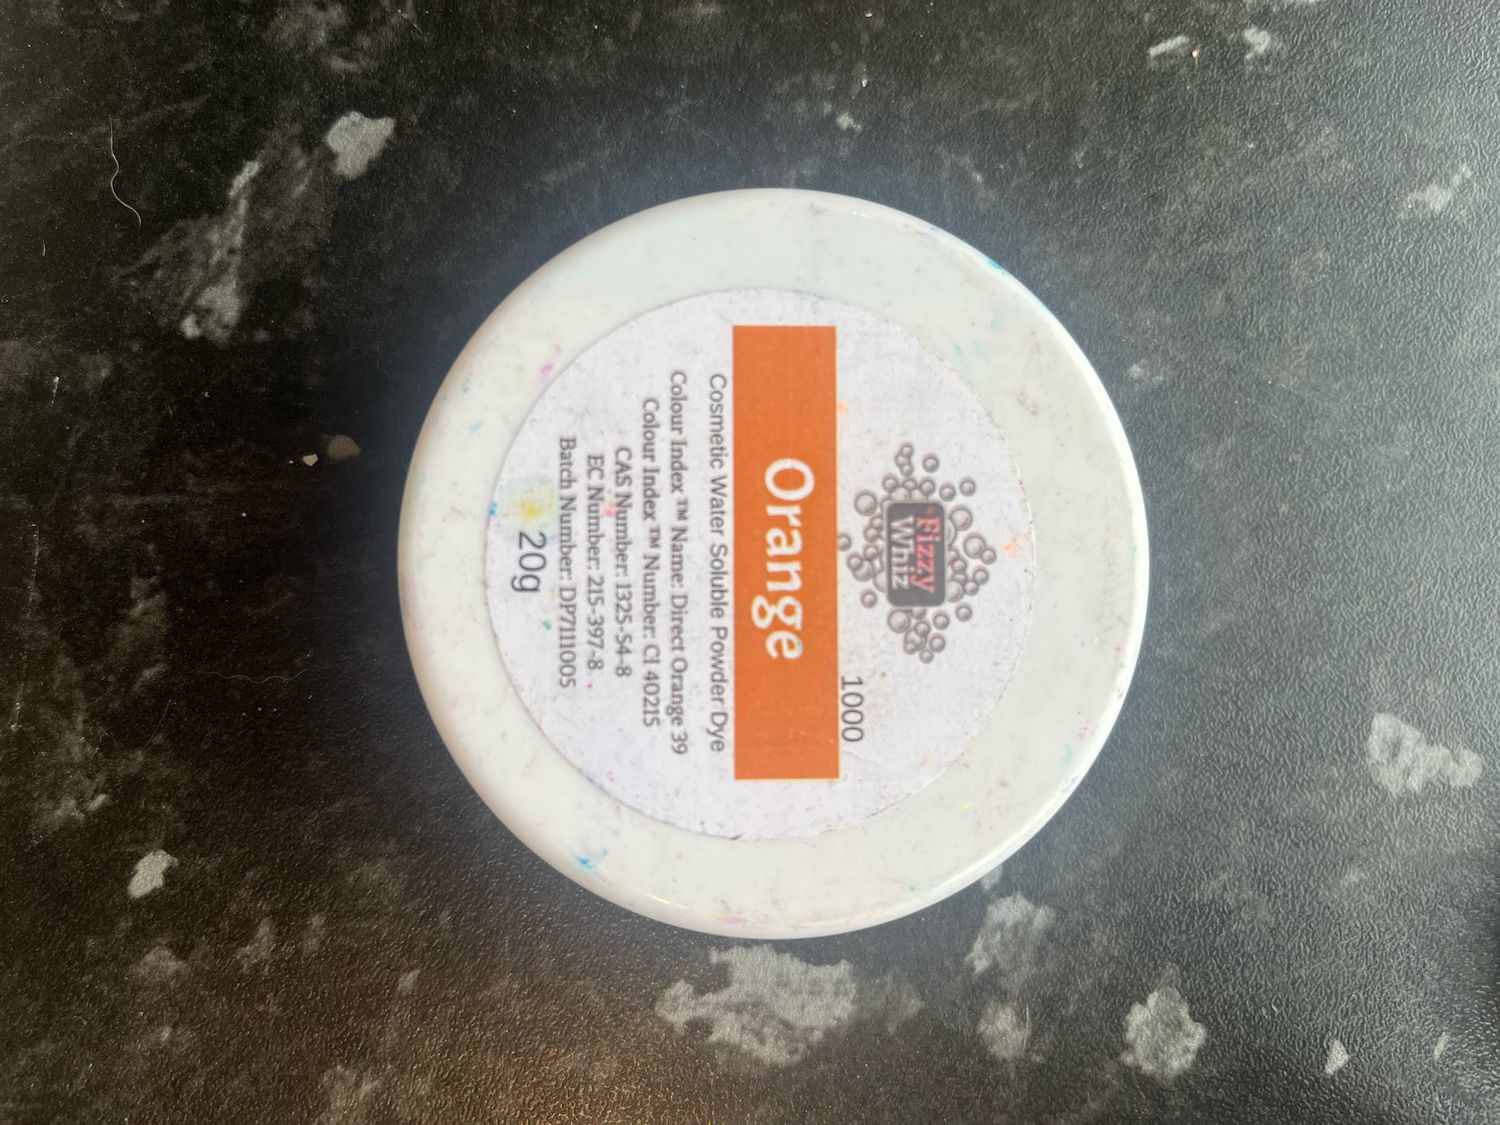 Fizzy
Whiz
1000
Orange
Cosmetic Water Soluble Powder Dye
Colour Index™ Name: Direct Orange 39
Colour Index™ Number: CI 40215
CAS Number: 1325-54-8
EC Number: 215-397-8
Batch Number: DP711005
20g